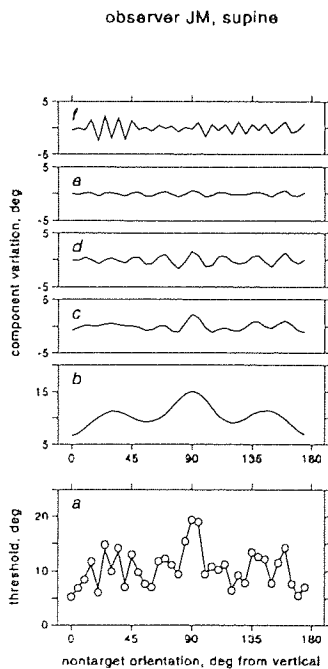 observer JM, supine
5
f
-5
5
e
-5
5
d
-5
5
c
-5
b
15
5
0 45 90 135 180
a
20
10
0
0 45 90 135 180
component variation, deg
threshold, deg
nontarget orientation, deg from vertical